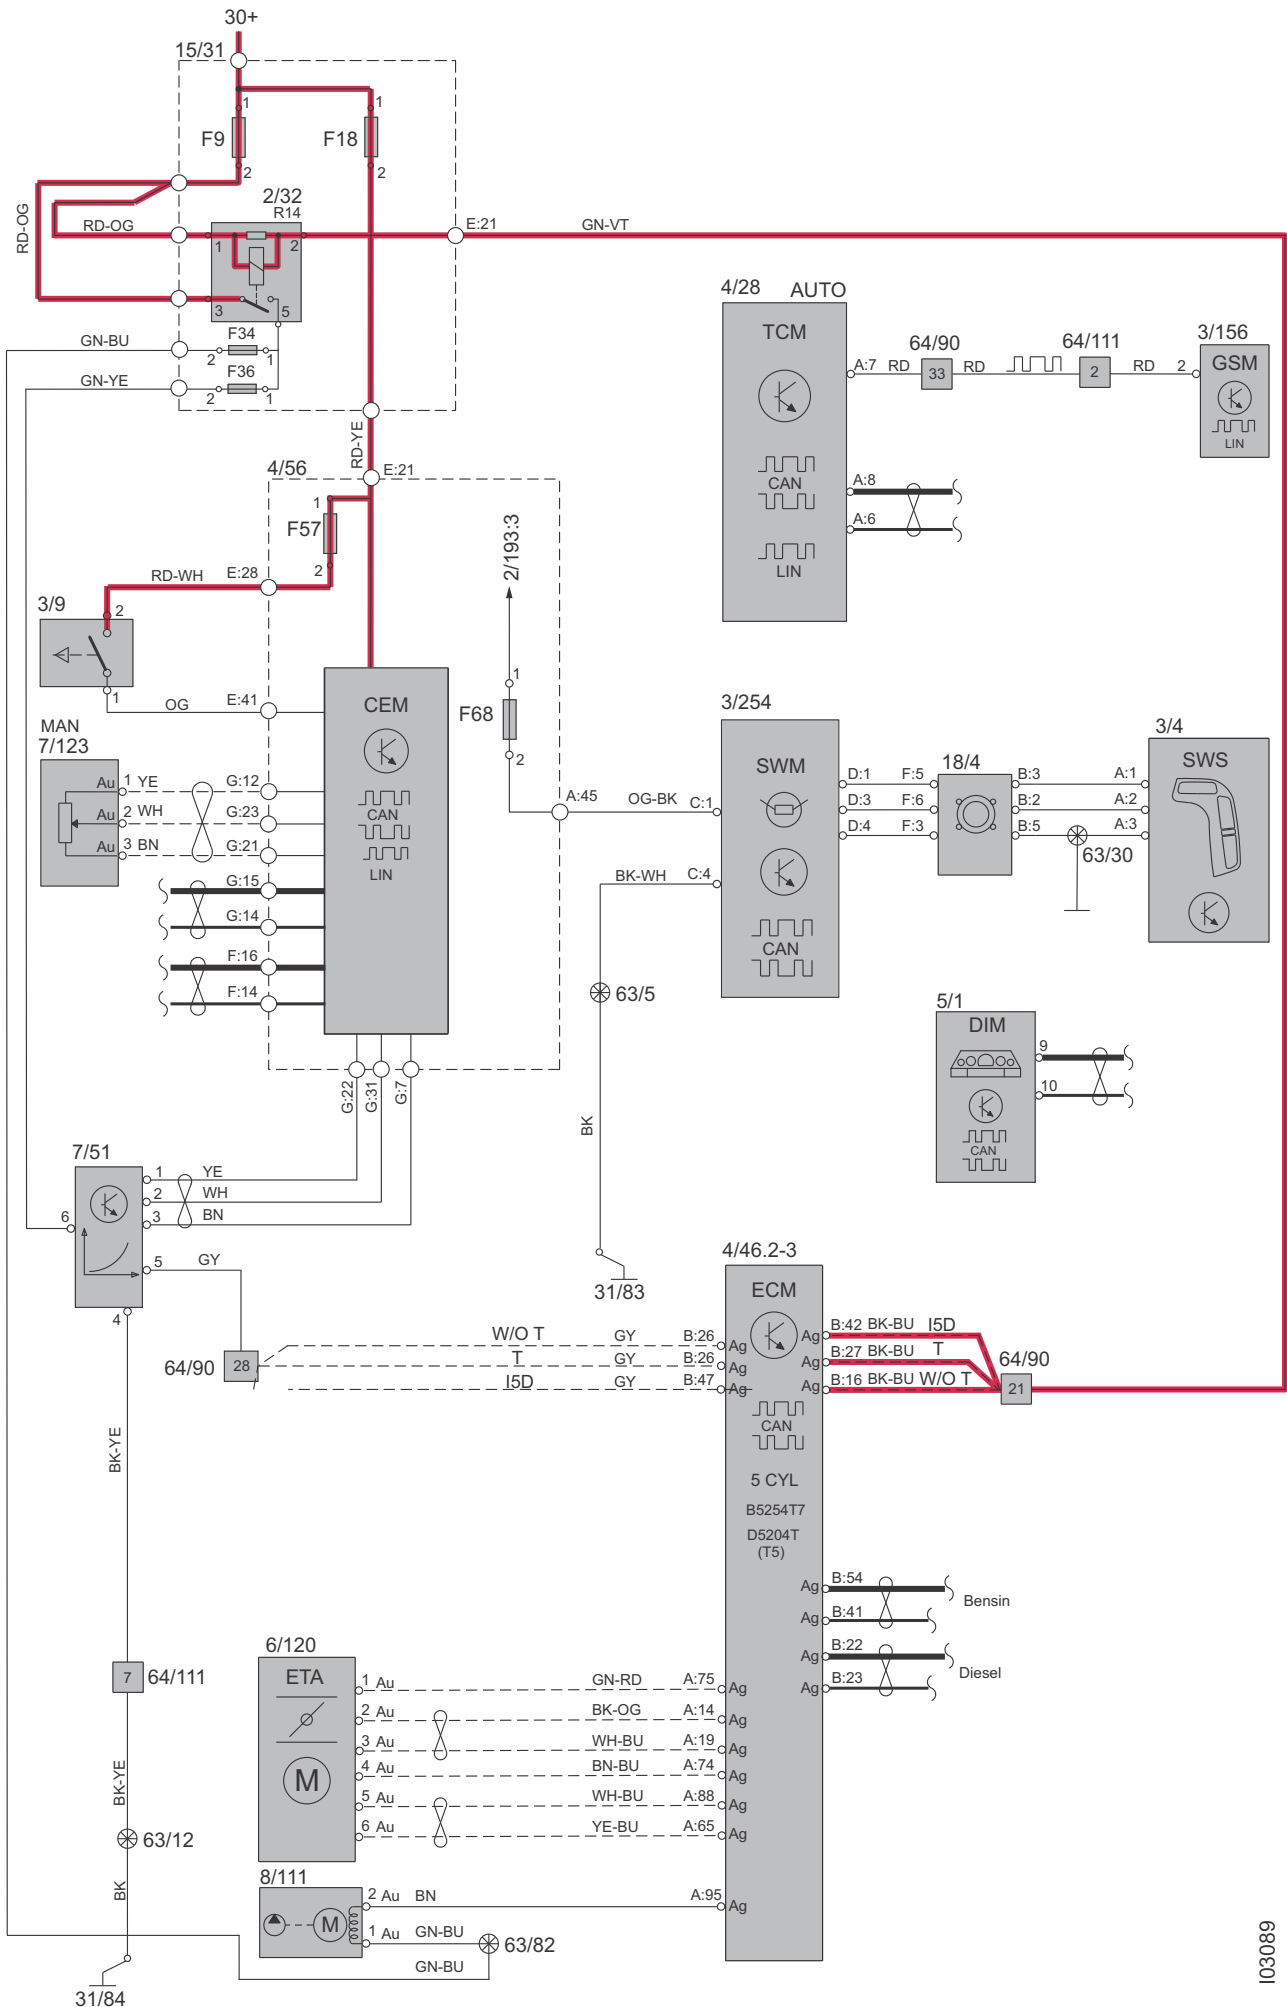 30+
15/31
1
1
F9
F18
2
2
2/32
R14
RD-OG
RD-OG
1
2
E:21
GN-VT
3
5
GN-BU
F34
2
1
GN-YE
F36
2
1
RD-YE
4/28
AUTO
TCM
CAN
LIN
A:7
RD
64/90
33
RD
64/111
2
RD
2
3/156
GSM
LIN
A:8
A:6
4/56
E:21
1
F57
2
RD-WH
E:28
2/193:3
3/9
2
1
OG
E:41
CEM
CAN
LIN
1
F68
2
MAN
7/123
Au
1
YE
G:12
Au
2
WH
G:23
Au
3
BN
G:21
G:15
G:14
F:16
F:14
A:45
OG-BK
C:1
BK-WH
C:4
3/254
SWM
CAN
D:1
F:5
D:3
F:6
D:4
F:3
18/4
B:3
A:1
B:2
A:2
B:5
A:3
63/30
3/4
SWS
63/5
BK
31/83
5/1
DIM
CAN
9
10
G:22
G:31
G:7
7/51
1
YE
2
WH
3
BN
6
5
GY
4
64/90
28
W/O T
GY
B:26
Ag
T
GY
B:26
Ag
I5D
GY
B:47
Ag
4/46.2-3
ECM
CAN
5 CYL
B5254T7
D5204T
(T5)
Ag
B:42
BK-BU
I5D
Ag
B:27
BK-BU
T
Ag
B:16
BK-BU
W/O T
64/90
21
Ag
B:54
Ag
B:41
Bensin
Ag
B:22
Ag
B:23
Diesel
BK-YE
7
64/111
BK-YE
63/12
BK
31/84
6/120
ETA
M
1
Au
GN-RD
A:75
Ag
2
Au
BK-OG
A:14
Ag
3
Au
WH-BU
A:19
Ag
4
Au
BN-BU
A:74
Ag
5
Au
WH-BU
A:88
Ag
6
Au
YE-BU
A:65
Ag
8/111
M
2
Au
BN
A:95
Ag
1
Au
GN-BU
63/82
GN-BU
I03089